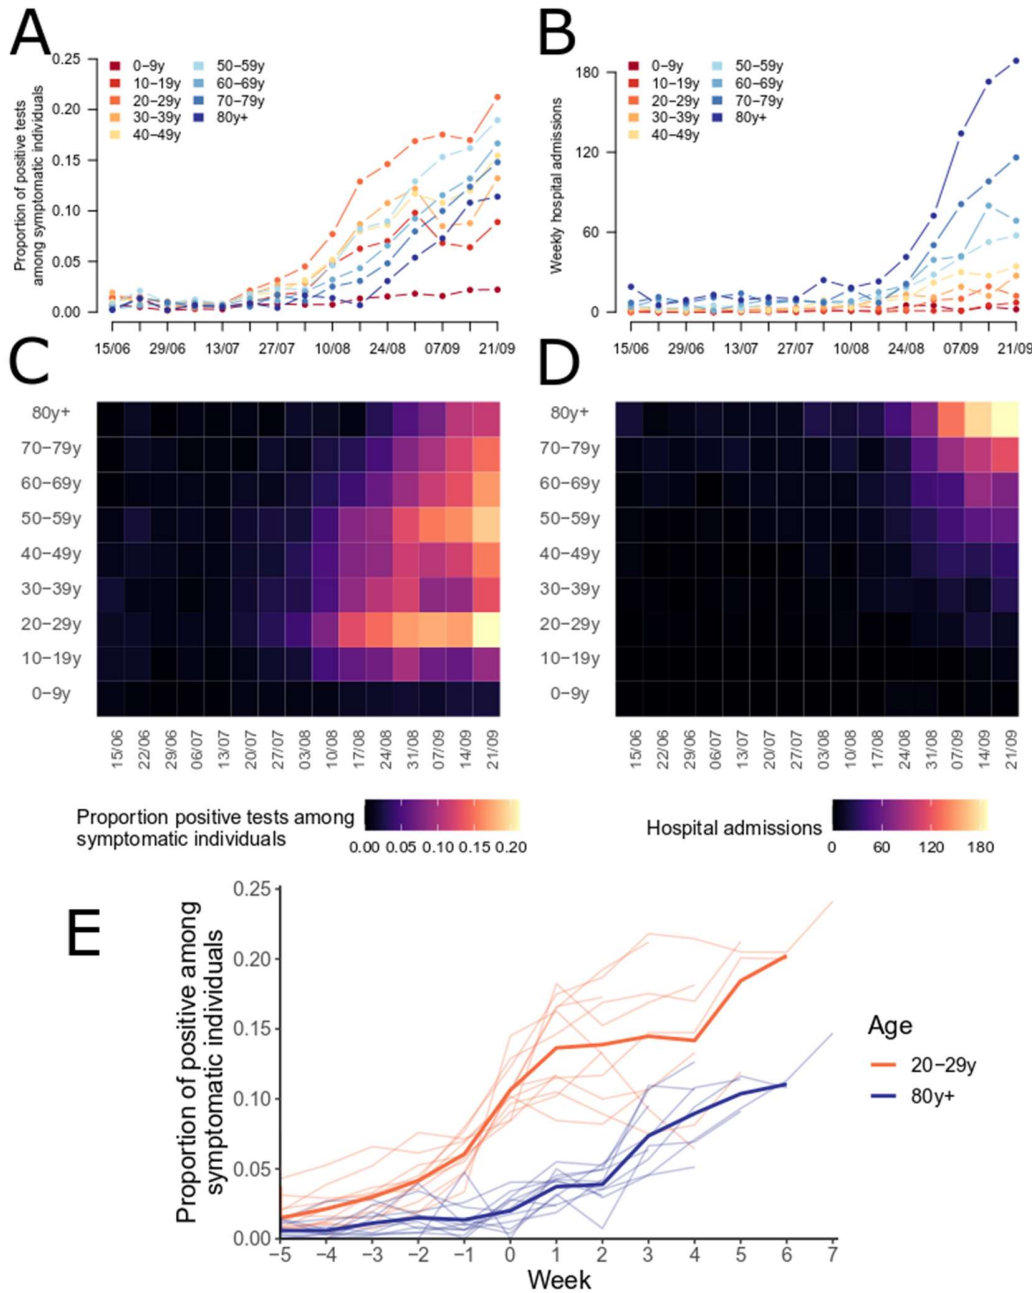 A
0.25
0.20
0.15
0.10
0.05
0.00
Proportion of positive tests
among symptomatic individuals
0−9y
10−19y
20−29y
30−39y
40−49y
50−59y
60−69y
70−79y
80y+
15/06 29/06 13/07 27/07 10/08 24/08 07/09 21/09
B
180
120
60
0
Weekly hospital admissions
0−9y
10−19y
20−29y
30−39y
40−49y
50−59y
60−69y
70−79y
80y+
15/06 29/06 13/07 27/07 10/08 24/08 07/09 21/09
C
80y+
70−79y
60−69y
50−59y
40−49y
30−39y
20−29y
10−19y
0−9y
15/06 22/06 29/06 06/07 13/07 20/07 27/07 03/08 10/08 17/08 24/08 31/08 07/09 14/09 21/09
Proportion positive tests among
symptomatic individuals
0.00 0.05 0.10 0.15 0.20
D
80y+
70−79y
60−69y
50−59y
40−49y
30−39y
20−29y
10−19y
0−9y
15/06 22/06 29/06 06/07 13/07 20/07 27/07 03/08 10/08 17/08 24/08 31/08 07/09 14/09 21/09
Hospital admissions
0 60 120 180
E
0.25
0.20
0.15
0.10
0.05
0.00
Proportion of positive among
symptomatic individuals
−5 −4 −3 −2 −1 0 1 2 3 4 5 6 7
Week
Age
20−29y
80y+